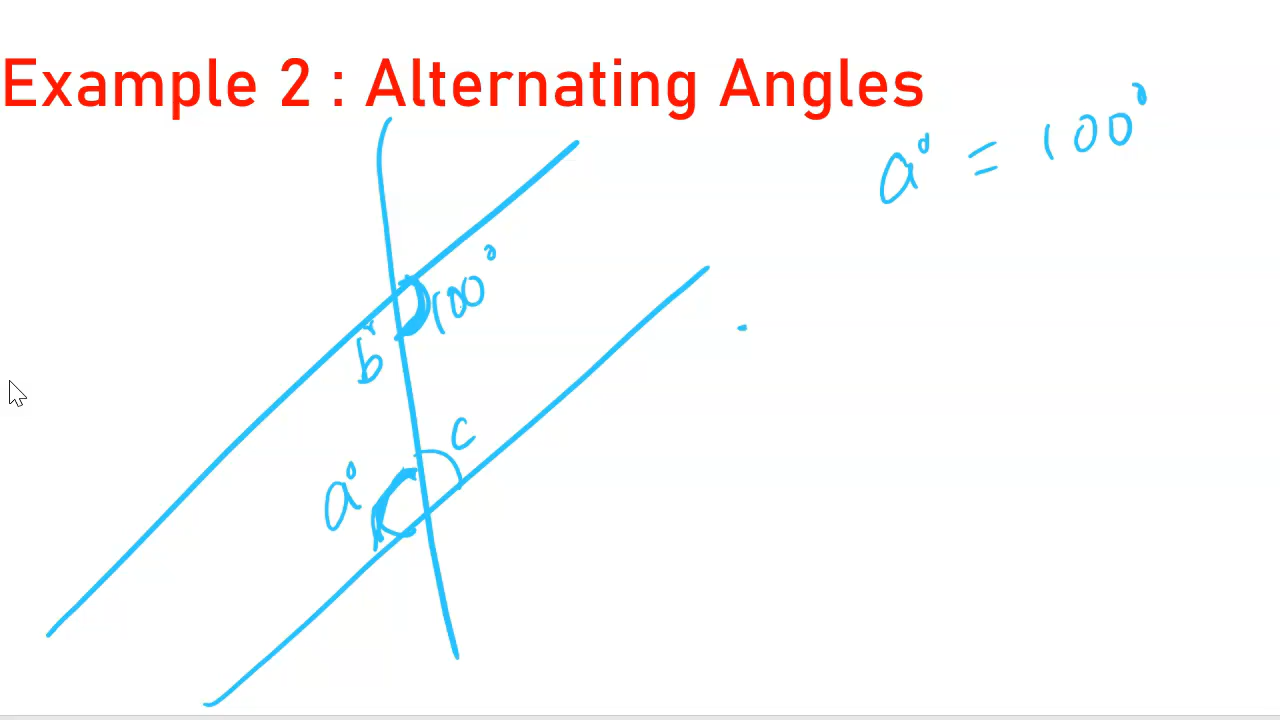 Example 2 : Alternating Angles
a° = 100°
100°
b°
c
a°